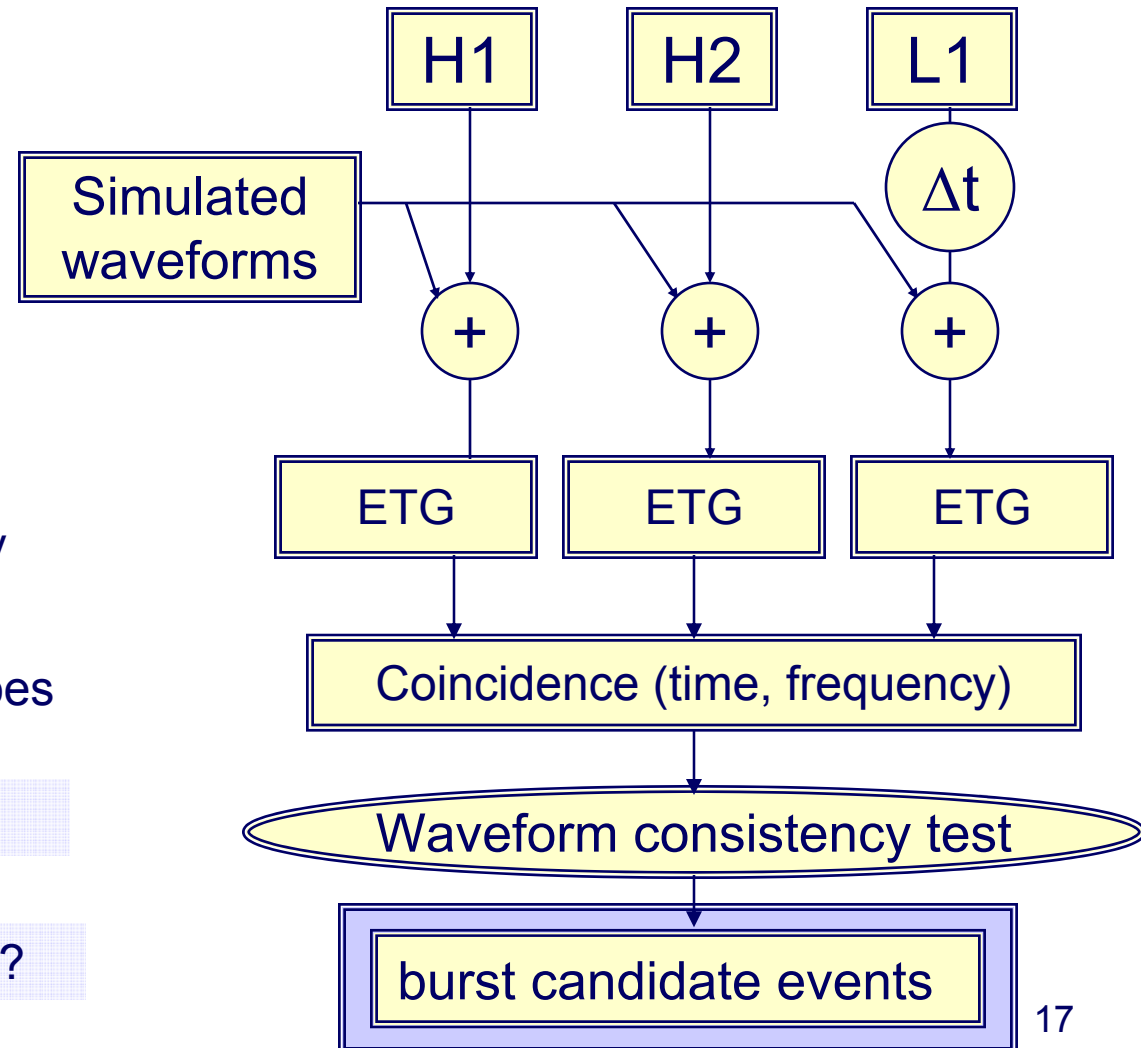 H1 H2 L1
Δt
Simulated
waveforms
+ + +
ETG ETG ETG
Coincidence (time, frequency)
Waveform consistency test
?
burst candidate events
17